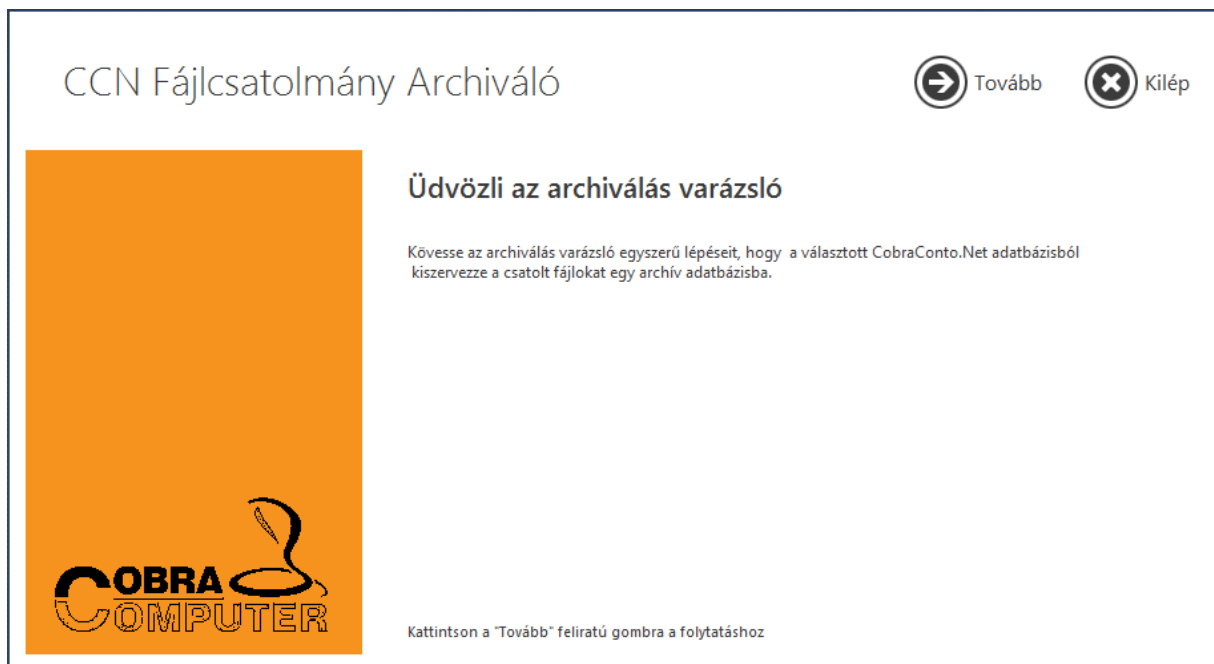 CCN Fájlcsatolmány Archiváló
Tovább
Kilép
Üdvözli az archiválás varázsló
Kövesse az archiválás varázsló egyszerű lépéseit, hogy a választott CobraConto.Net adatbázisból
kiszervezze a csatolt fájlokat egy archív adatbázisba.
COBRA
COMPUTER
Kattintson a "Tovább" feliratú gombra a folytatáshoz